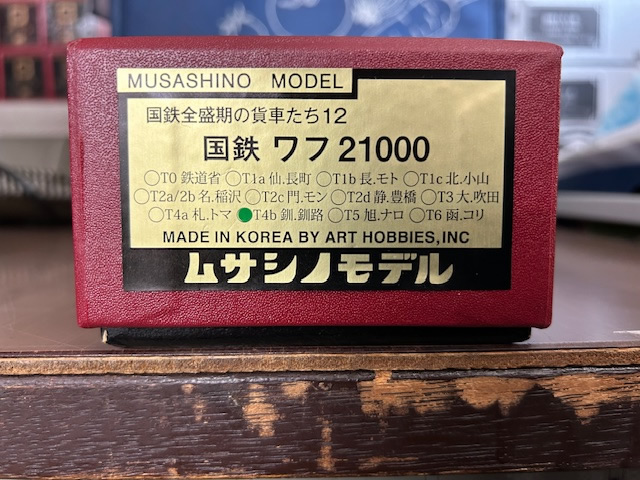 MUSASHINO MODEL
国鉄全盛期の貨車たち12
国鉄 ワフ21000
○T0 鉄道省 ○T1a 仙.長町 ○T1b 長.モト ○T1c 北.小山
○T2a/2b 名.稲沢 ○T2c 門.モン ○T2d 静.豊橋 ○T3 大.吹田
○T4a 札.トマ ○T4b 釧.釧路 ○T5 旭.ナロ ○T6 函.コリ
MADE IN KOREA BY ART HOBBIES,INC
ムサシノモデル